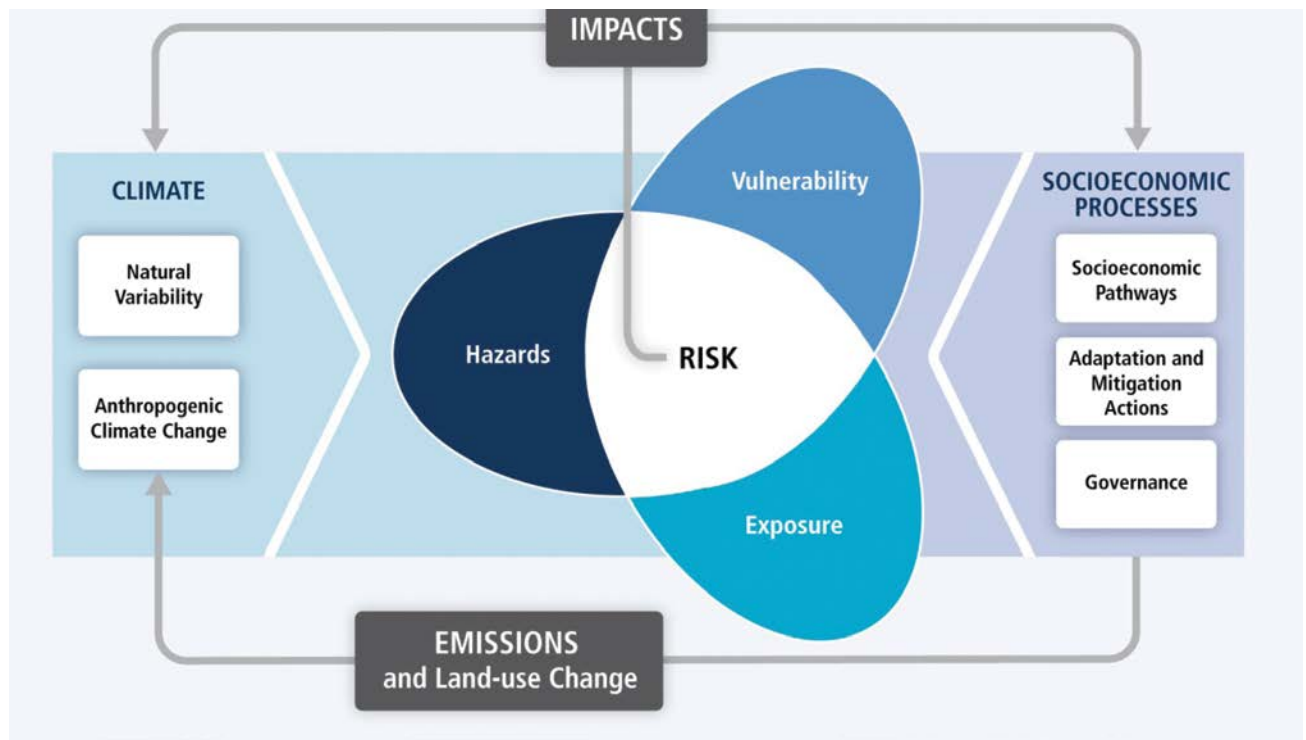 IMPACTS
CLIMATE
Natural
Variability
Anthropogenic
Climate Change
Vulnerability
Hazards
RISK
Exposure
SOCIOECONOMIC
PROCESSES
Socioeconomic
Pathways
Adaptation and
Mitigation
Actions
Governance
EMISSIONS
and Land-use Change